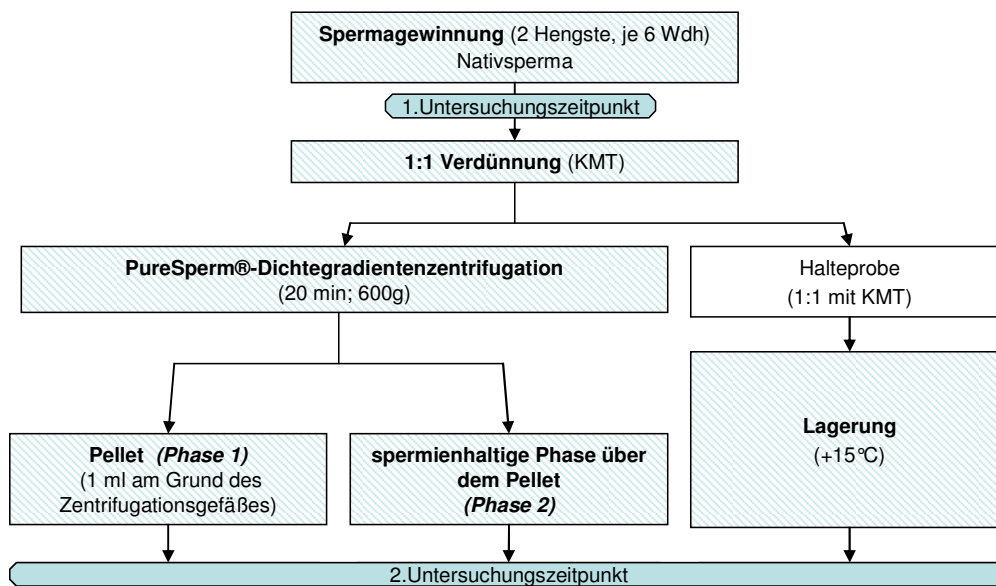 Spermagewinnung (2 Hengste, je 6 Wdh)
Nativsperma
1.Untersuchungszeitpunkt
1:1 Verdünnung (KMT)
PureSperm®-Dichtegradientenzentrifugation
(20 min; 600g)
Halteprobe
(1:1 mit KMT)
Pellet (Phase 1)
(1 ml am Grund des
Zentrifugationsgefäßes)
spermienhaltige Phase über
dem Pellet
(Phase 2)
Lagerung
(+15°C)
2.Untersuchungszeitpunkt